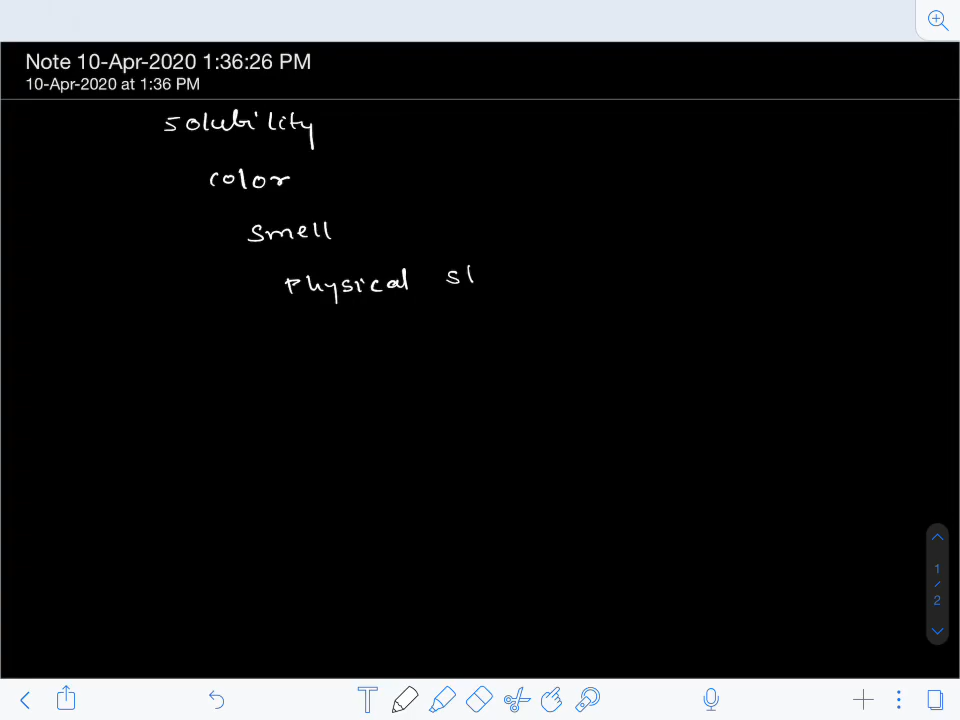 Note 10-Apr-2020 1:36:26 PM
10-Apr-2020 at 1:36 PM
solubility
color
smell
Physical
1
/
2
T